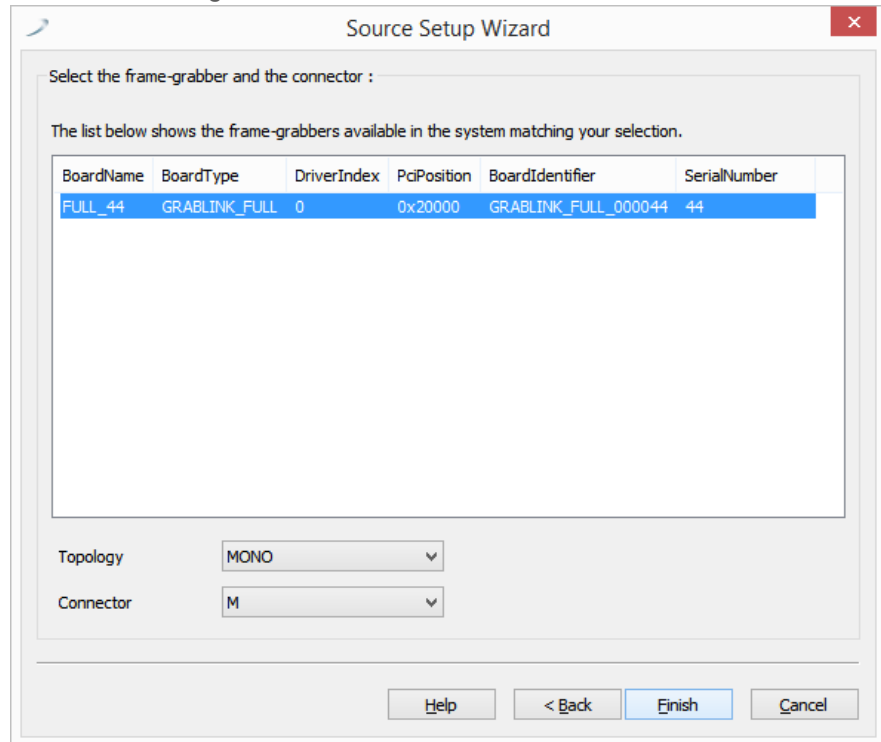 Source Setup Wizard
Select the frame-grabber and the connector :
The list below shows the frame-grabbers available in the system matching your selection.
BoardName BoardType DriverIndex PciPosition BoardIdentifier SerialNumber
FULL_44 GRABLINK_FULL 0 0x20000 GRABLINK_FULL_000044 44
Topology MONO
Connector M
Help < Back Finish Cancel